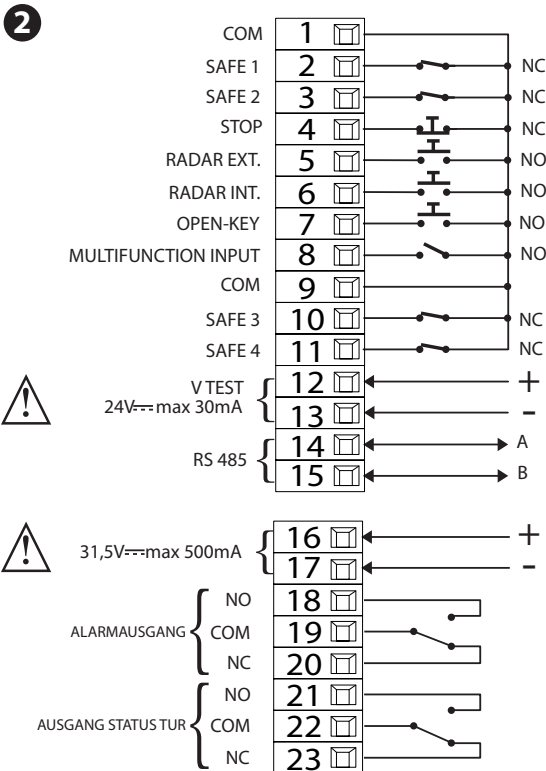 2
COM 1
SAFE 1 2 NC
SAFE 2 3 NC
STOP 4 NC
RADAR EXT. 5 NO
RADAR INT. 6 NO
OPEN-KEY 7 NO
MULTIFUNCTION INPUT 8 NO
COM 9
SAFE 3 10 NC
SAFE 4 11 NC
V TEST 12 +
24V⎓max 30mA 13 -
RS 485 14 A
15 B
31,5V⎓max 500mA 16 +
17 -
NO 18
ALARMAUSGANG COM 19
NC 20
NO 21
AUSGANG STATUS TUR COM 22
NC 23